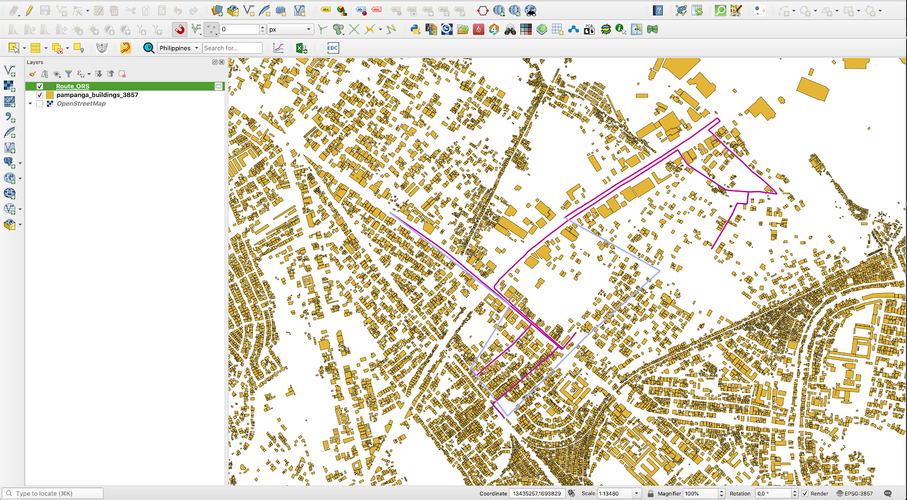 0
px
Philippines
Search for...
EDC
Layers
Route_ORS
pampanga_buildings_3857
OpenStreetMap
Type to locate (⌘K)
Coordinate 13435257,1693829 Scale 1:13480 Magnifier 100% Rotation 0,0 ° Render EPSG:3857